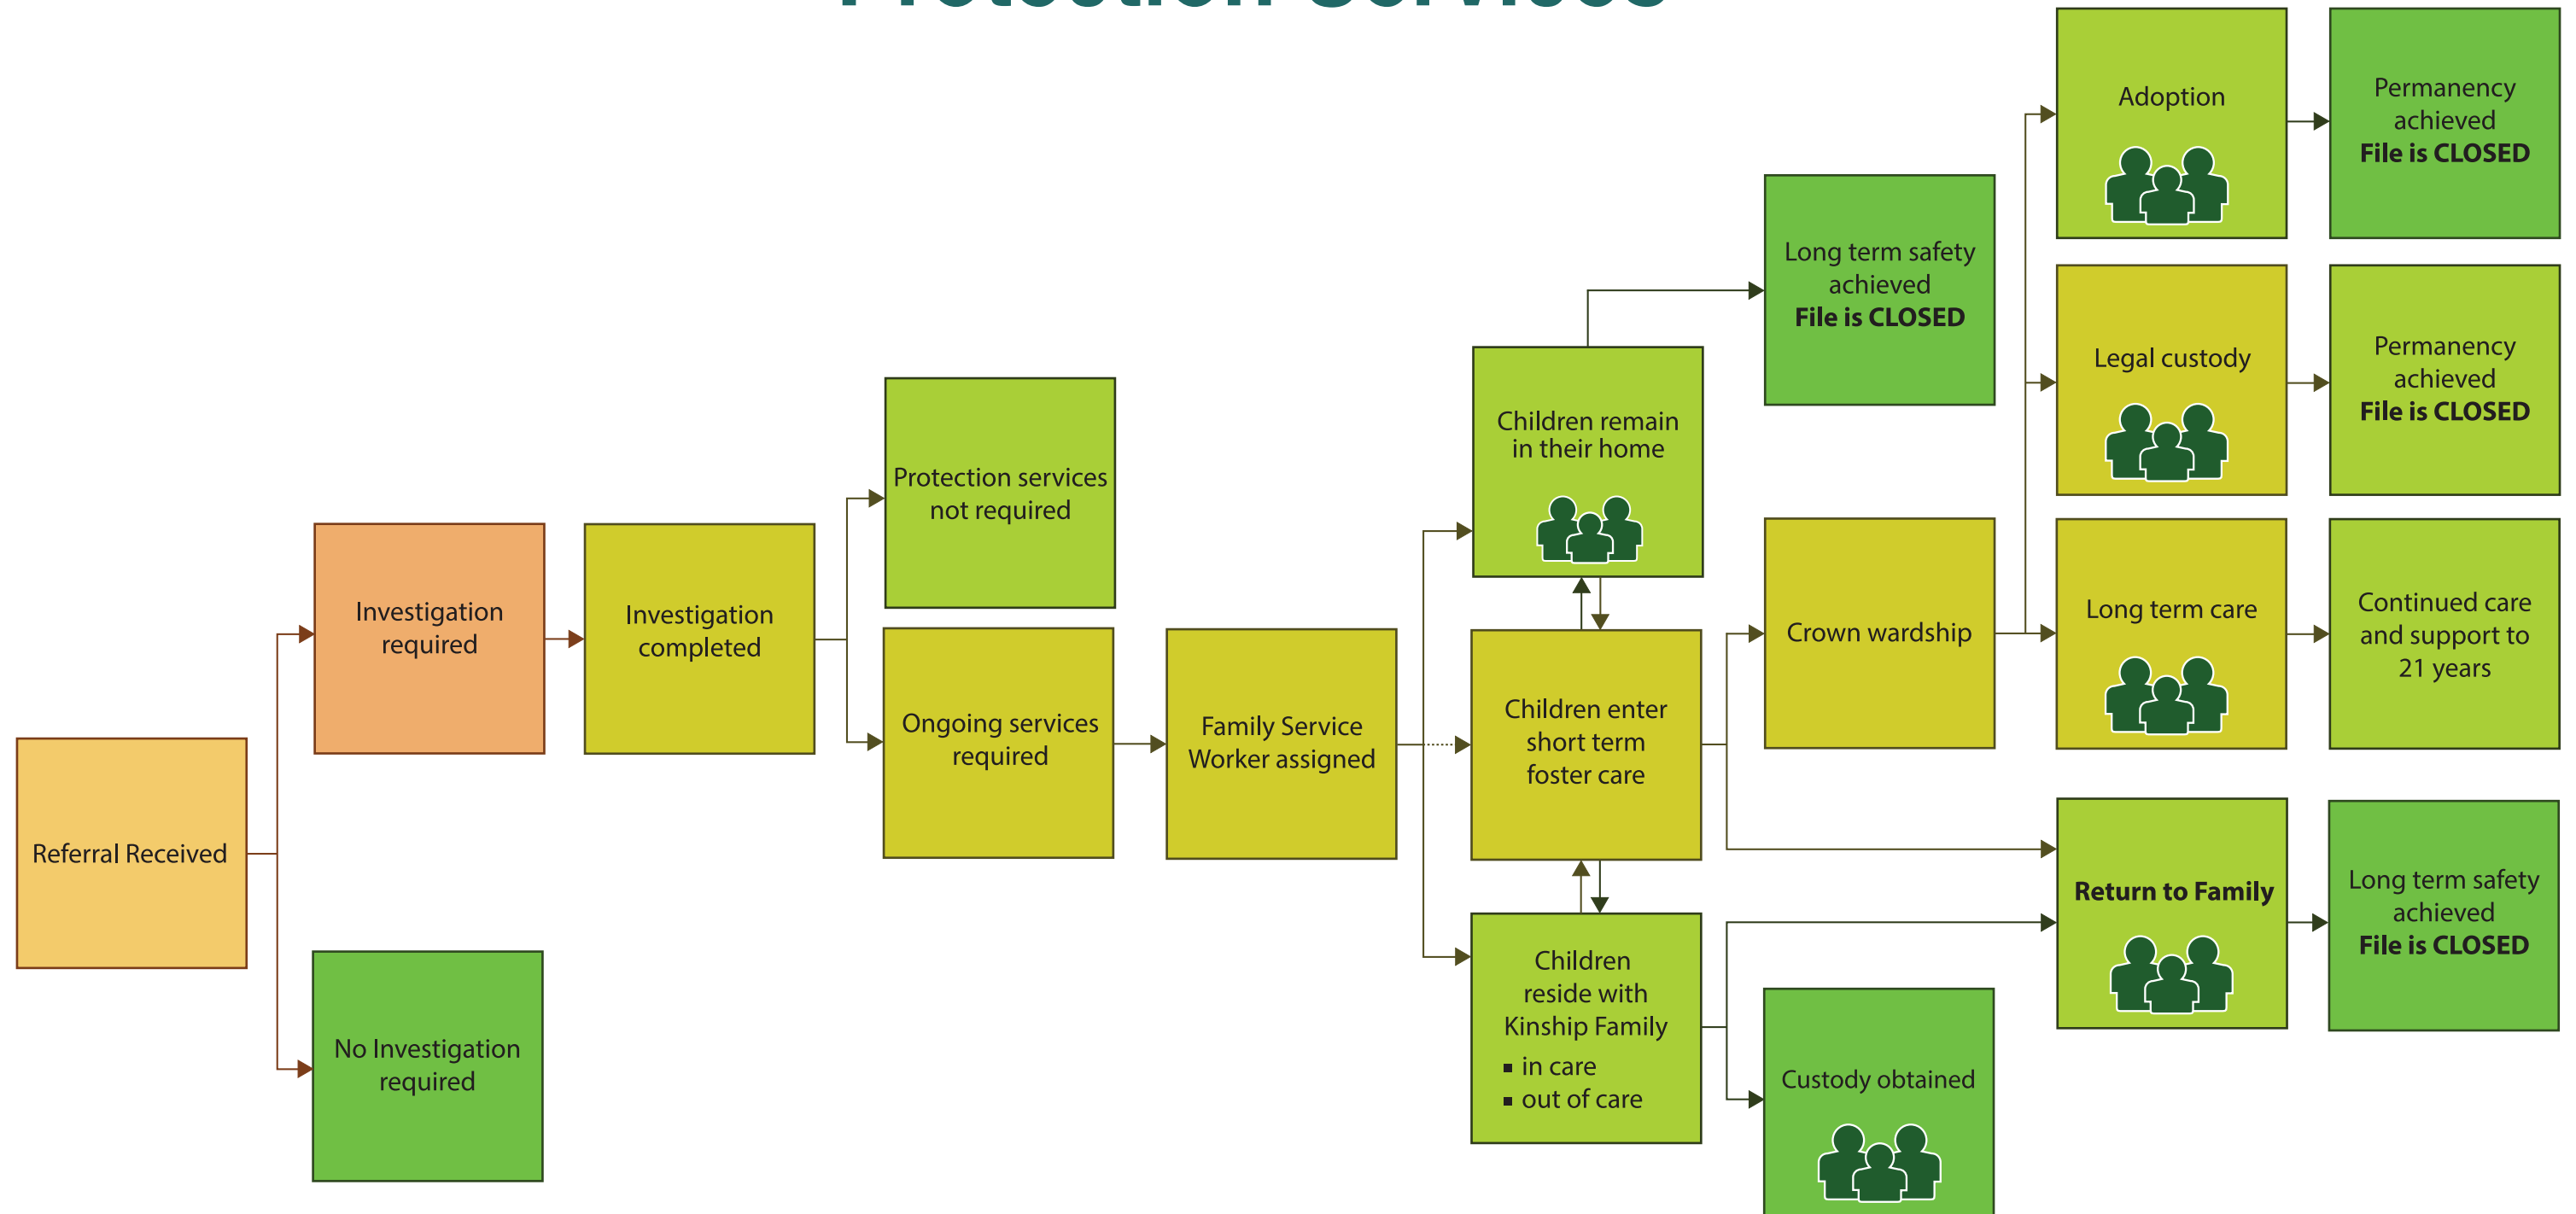 Protection Services
Adoption
Permanency
achieved
File is CLOSED
Long term safety
achieved
File is CLOSED
Legal custody
Permanency
achieved
File is CLOSED
Children remain
in their home
Protection services
not required
Investigation
required
Investigation
completed
Crown wardship
Long term care
Continued care
and support to
21 years
Ongoing services
required
Family Service
Worker assigned
Children enter
short term
foster care
Referral Received
Return to Family
Long term safety
achieved
File is CLOSED
No Investigation
required
Children
reside with
Kinship Family
▪ in care
▪ out of care
Custody obtained